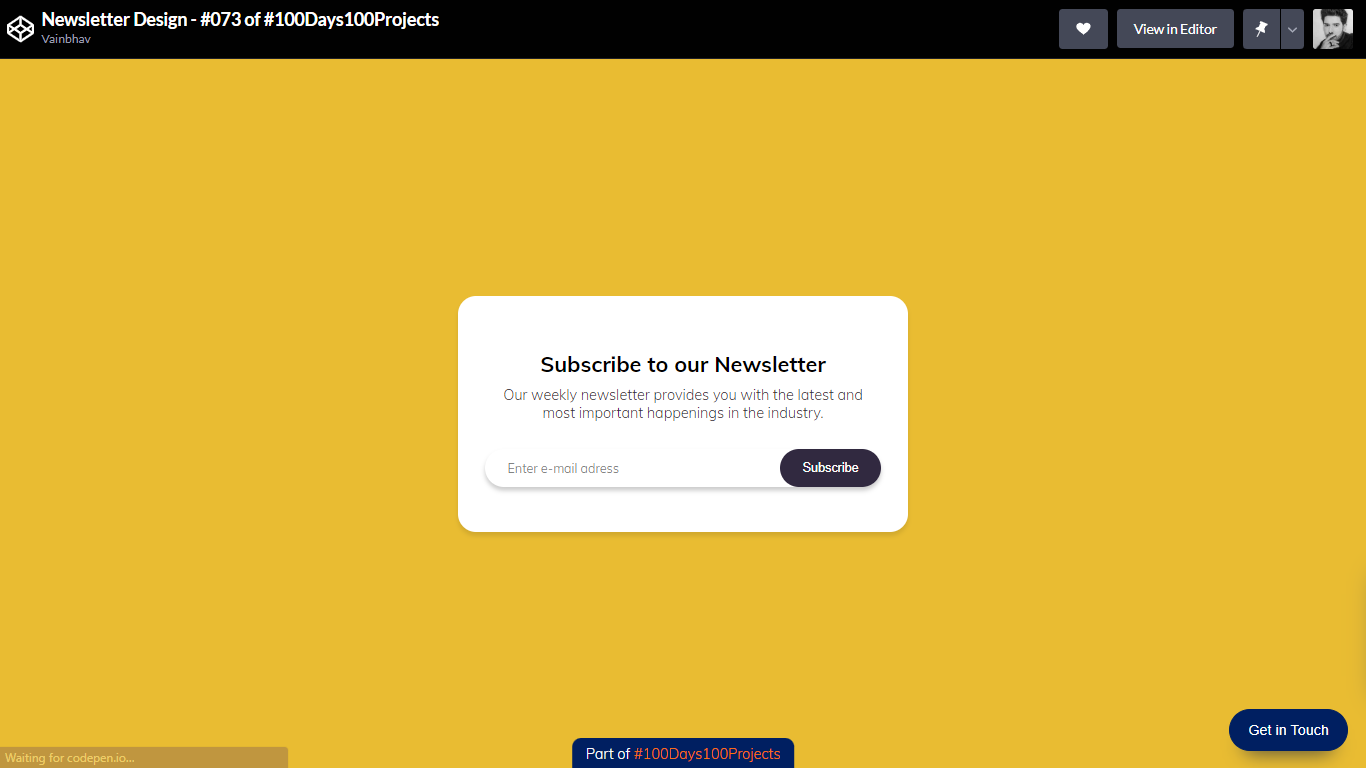 Newsletter Design - #073 of #100Days100Projects
Vainbhav
View in Editor
Subscribe to our Newsletter
Our weekly newsletter provides you with the latest and
most important happenings in the industry.
Enter e-mail adress
Subscribe
Get in Touch
Part of #100Days100Projects
Waiting for codepen.io...